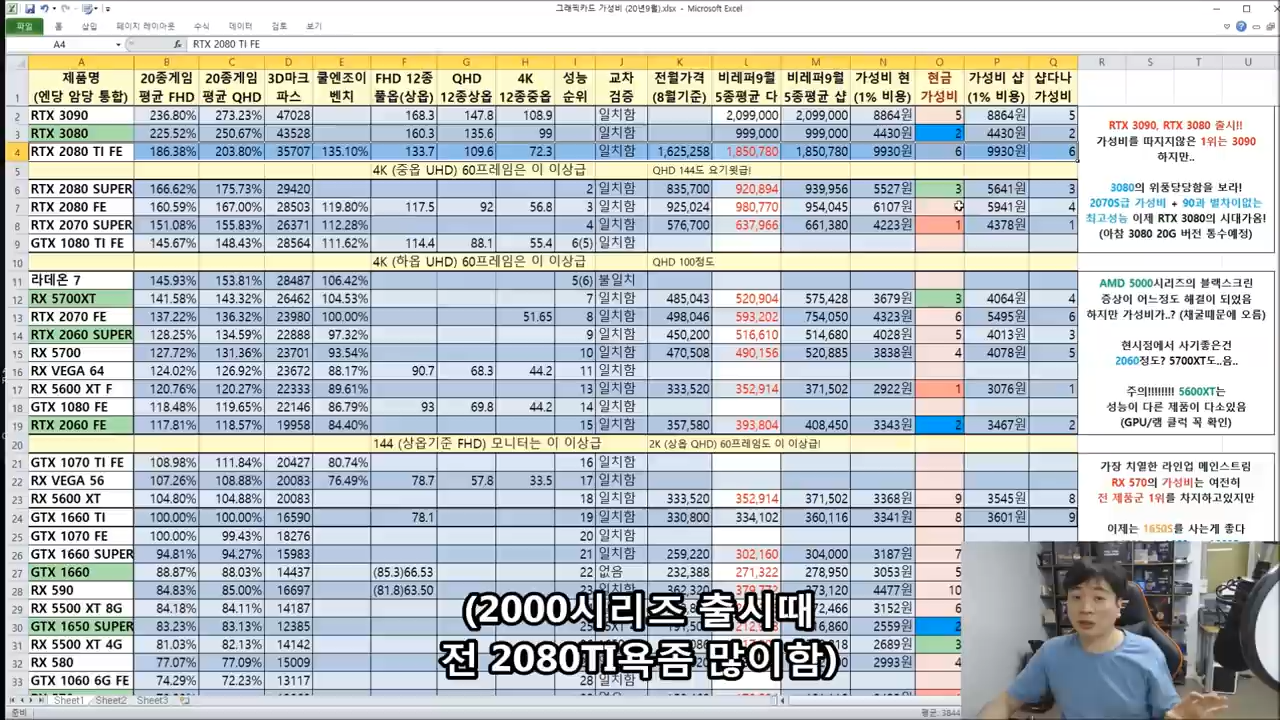 그래픽카드 가성비 (20년9월).xlsx - Microsoft Excel
파일 홈 삽입 페이지 레이아웃 수식 데이터 검토 보기
A4 fx RTX 2080 TI FE
A B C D E F G H I J K L M N O P Q R S T U
1 제품명 (엔당 암당 통합) 20종게임 평균 FHD 20종게임 평균 QHD 3D마크 파스 쿨엔조이 벤치 FHD 12종 풀옵(상옵) QHD 12종상옵 4K 12종중옵 성능 순위 교차 검증 전월가격 (8월기준) 비레퍼9월 5종평균 다 비레퍼9월 5종평균 샵 가성비 현 (1% 비용) 현금 가성비 가성비 샵 (1% 비용) 샵다나 가성비
2 RTX 3090 236.80% 273.23% 47028 168.3 147.8 108.9 일치함 2,099,000 2,099,000 8864원 5 8864원 5
3 RTX 3080 225.52% 250.67% 43528 160.3 135.6 99 일치함 999,000 999,000 4430원 2 4430원 2
4 RTX 2080 TI FE 186.38% 203.80% 35707 135.10% 133.7 109.6 72.3 일치함 1,625,258 1,850,780 1,850,780 9930원 6 9930원 6
5 4K (중옵 UHD) 60프레임은 이 이상급 QHD 144도 요기윗급!
6 RTX 2080 SUPER 166.62% 175.73% 29420 2 일치함 835,700 920,894 939,956 5527원 3 5641원 3
7 RTX 2080 FE 160.59% 167.00% 28503 119.80% 117.5 92 56.8 3 일치함 925,024 980,770 954,045 6107원 5941원 4
8 RTX 2070 SUPER 151.08% 155.83% 26371 112.28% 4 일치함 576,700 637,966 661,380 4223원 1 4378원 1
9 GTX 1080 TI FE 145.67% 148.43% 28564 111.62% 114.4 88.1 55.4 6(5) 일치함
10 4K (하옵 UHD) 60프레임은 이 이상급 QHD 100정도
11 라데온 7 145.93% 153.81% 28487 106.42% 5(6) 불일치
12 RX 5700XT 141.58% 143.32% 26462 104.53% 7 일치함 485,043 520,904 575,428 3679원 3 4064원 4
13 RTX 2070 FE 137.22% 136.32% 23980 100.00% 51.65 8 일치함 498,046 593,202 754,050 4323원 6 5495원 6
14 RTX 2060 SUPER 128.25% 134.59% 22888 97.32% 9 일치함 450,200 516,610 514,680 4028원 5 4013원 3
15 RX 5700 127.72% 131.36% 23701 93.54% 10 일치함 470,508 490,156 520,885 3838원 4 4078원 5
16 RX VEGA 64 124.02% 126.92% 23672 88.17% 90.7 68.3 44.2 11 일치함
17 RX 5600 XT F 120.76% 120.27% 22333 89.61% 13 일치함 333,520 352,914 371,502 2922원 1 3076원 1
18 GTX 1080 FE 118.48% 119.65% 22146 86.79% 93 69.8 44.2 14 일치함
19 RTX 2060 FE 117.81% 118.57% 19958 84.40% 15 일치함 357,580 393,804 408,450 3343원 2 3467원 2
20 144 (상옵기준 FHD) 모니터는 이 이상급 2K (상옵 QHD) 60프레임도 이 이상급!
21 GTX 1070 TI FE 108.98% 111.84% 20427 80.74% 16 일치함
22 RX VEGA 56 107.26% 108.88% 20083 76.49% 78.7 57.8 33.5 17 일치함
23 RX 5600 XT 104.80% 104.88% 20083 18 일치함 333,520 352,914 371,502 3368원 9 3545원 8
24 GTX 1660 TI 100.00% 100.00% 16590 78.1 19 일치함 330,800 334,102 360,116 3341원 8 3601원 9
25 GTX 1070 FE 100.00% 99.43% 18276 20 일치함
26 GTX 1660 SUPER 94.81% 94.27% 15983 21 일치함 259,220 302,160 304,000 3187원 7
27 GTX 1660 88.87% 88.03% 14437 (85.3)66.53 22 없음 232,388 271,322 278,950 3053원 5
28 RX 590 84.83% 85.00% 16697 (81.8)63.50 10
29 RX 5500 XT 8G 84.18% 84.11% 14187 3152원 6
30 GTX 1650 SUPER 83.23% 83.13% 12385 2559원 2
31 RX 5500 XT 4G 81.03% 82.13% 14142 2689원 3
32 RX 580 77.07% 77.09% 15009 2993원 4
33 GTX 1060 6G FE 74.29% 72.23% 13117
RTX 3090, RTX 3080 출시!!
가성비를 따지지않은 1위는 3090
하지만..
3080의 위풍당당함을 보라!
2070S급 가성비 + 90과 별차이없는
최고성능 이제 RTX 3080의 시대가옴!
(아참 3080 20G 버전 통수예정)
AMD 5000시리즈의 블랙스크린
증상이 어느정도 해결이 되었음
하지만 가성비가..? (채굴때문에 오름)
현시점에서 사기좋은건
2060정도? 5700XT도..음..
주의!!!!!!!! 5600XT는
성능이 다른 제품이 다소있음
(GPU/램 클럭 꼭 확인)
가장 치열한 라인업 메인스트림
RX 570의 가성비는 여전히
전 제품군 1위를 차지하고있지만
이제는 1650S를 사는게 좋다
(2000시리즈 출시때
전 2080TI욕좀 많이함)
Sheet1 Sheet2 Sheet3
준비